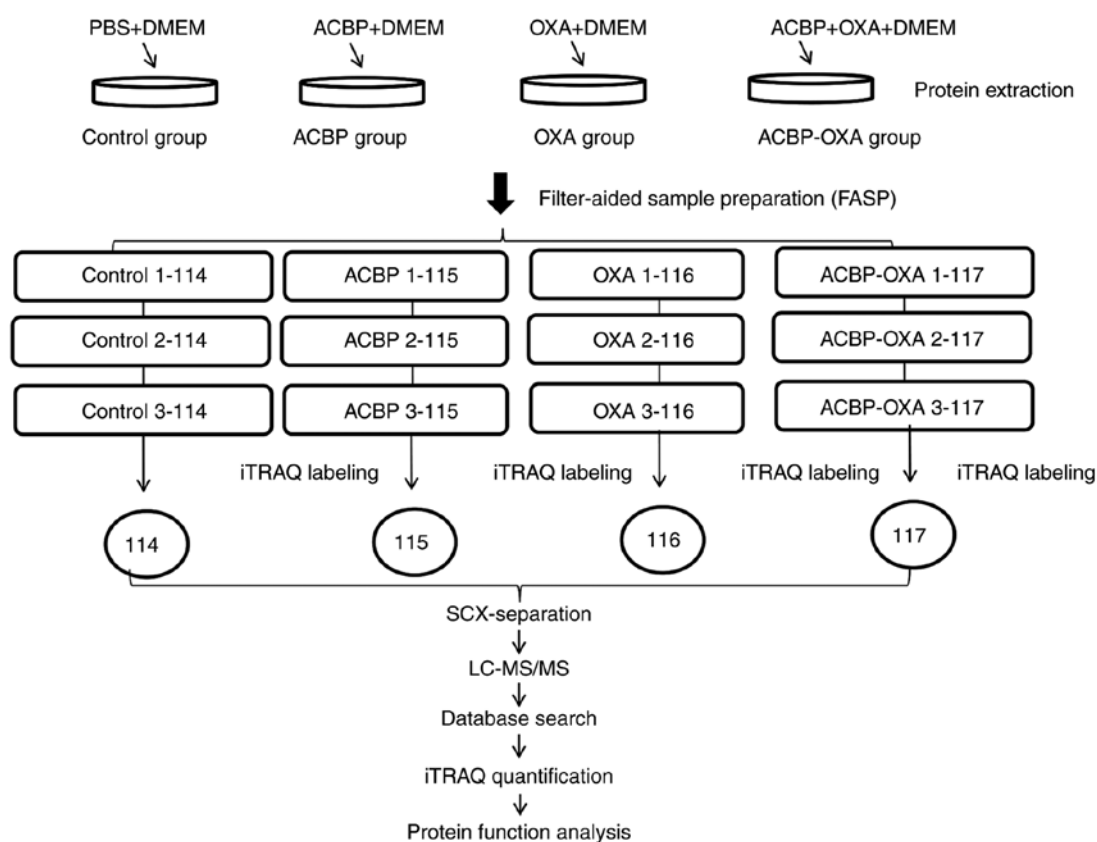 PBS+DMEM
ACBP+DMEM
OXA+DMEM
ACBP+OXA+DMEM
Protein extraction
Control group
ACBP group
OXA group
ACBP-OXA group
Filter-aided sample preparation (FASP)
Control 1-114
ACBP 1-115
OXA 1-116
ACBP-OXA 1-117
Control 2-114
ACBP 2-115
OXA 2-116
ACBP-OXA 2-117
Control 3-114
ACBP 3-115
OXA 3-116
ACBP-OXA 3-117
iTRAQ labeling
iTRAQ labeling
iTRAQ labeling
iTRAQ labeling
114
115
116
117
SCX-separation
LC-MS/MS
Database search
iTRAQ quantification
Protein function analysis